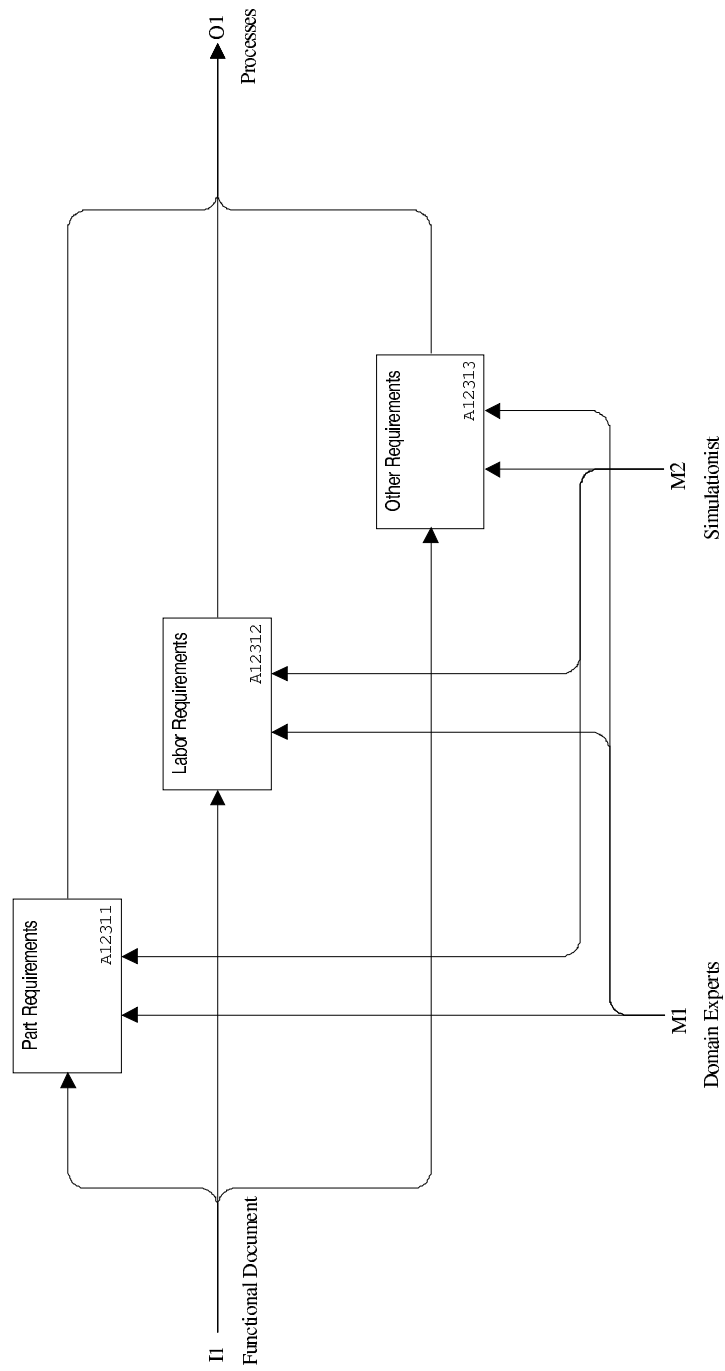 Part Requirements
A12311
Labor Requirements
A12312
Other Requirements
A12313
I1
Functional Document
O1
Processes
M1
Domain Experts
M2
Simulationist